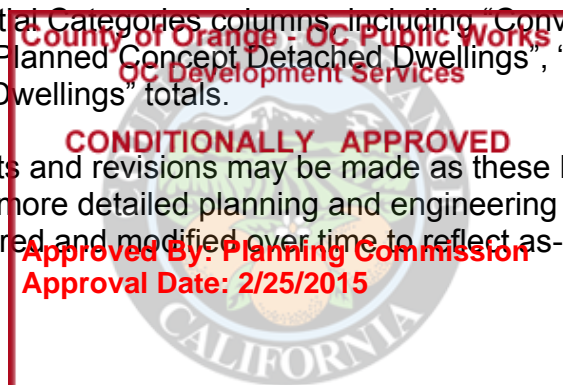 tial Categories columns, including “Conv
County of Orange - OC Public Works
Planned Concept Detached Dwellings”, “
OC Development Services
Dwellings” totals.
CONDITIONALLY APPROVED
ts and revisions may be made as these
more detailed planning and engineering
red and modified over time to reflect as-
Approved By: Planning Commission
Approval Date: 2/25/2015
CALIFORNIA